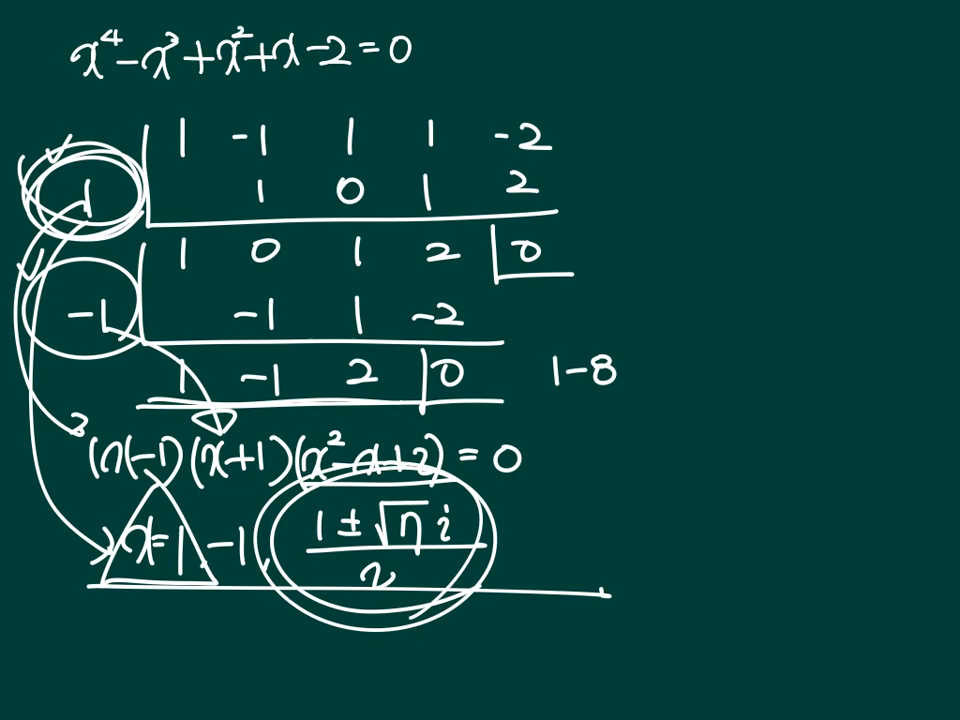 x⁴-x³+x²+x-2=0
1 -1 1 1 -2
1 1 0 1 2
1 0 1 2 0
-1 -1 1 -2
1 -1 2 0 1-8
(x-1)(x+1)(x²-x+2)=0
x=1, -1, (1±√7 i)/2